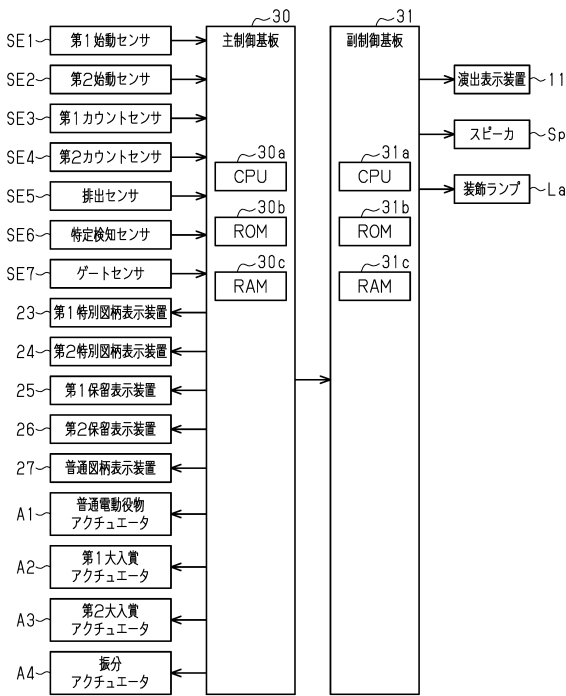 30
31
主制御基板
副制御基板
SE1
第1始動センサ
SE2
第2始動センサ
演出表示装置
11
SE3
第1カウントセンサ
スピーカ
Sp
SE4
第2カウントセンサ
30a
CPU
31a
CPU
SE5
排出センサ
装飾ランプ
La
30b
ROM
31b
ROM
SE6
特定検知センサ
30c
RAM
31c
RAM
SE7
ゲートセンサ
23
第1特別図柄表示装置
24
第2特別図柄表示装置
25
第1保留表示装置
26
第2保留表示装置
27
普通図柄表示装置
A1
普通電動役物
アクチュエータ
A2
第1大入賞
アクチュエータ
A3
第2大入賞
アクチュエータ
A4
振分
アクチュエータ